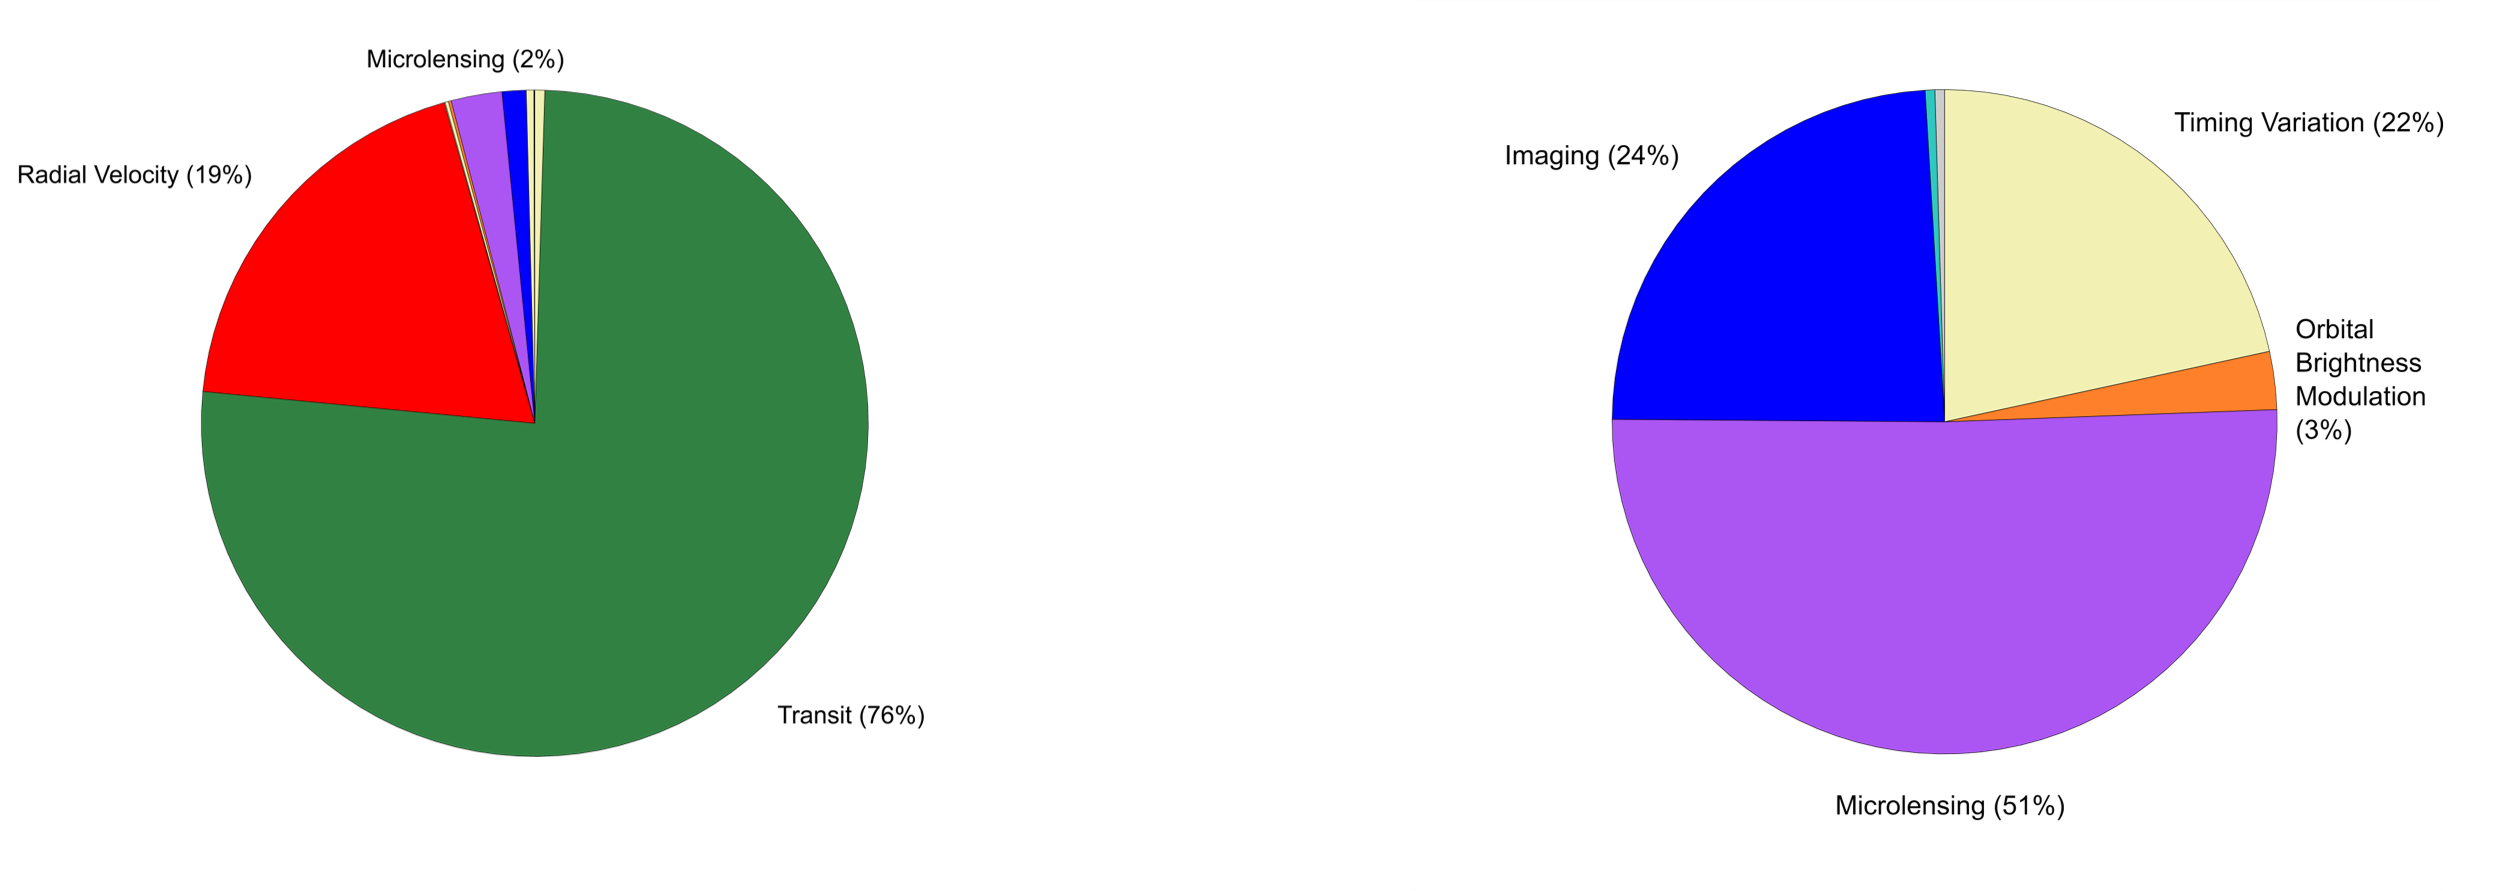 Microlensing (2%)
Radial Velocity (19%)
Transit (76%)
Timing Variation (22%)
Imaging (24%)
Orbital
Brightness
Modulation
(3%)
Microlensing (51%)